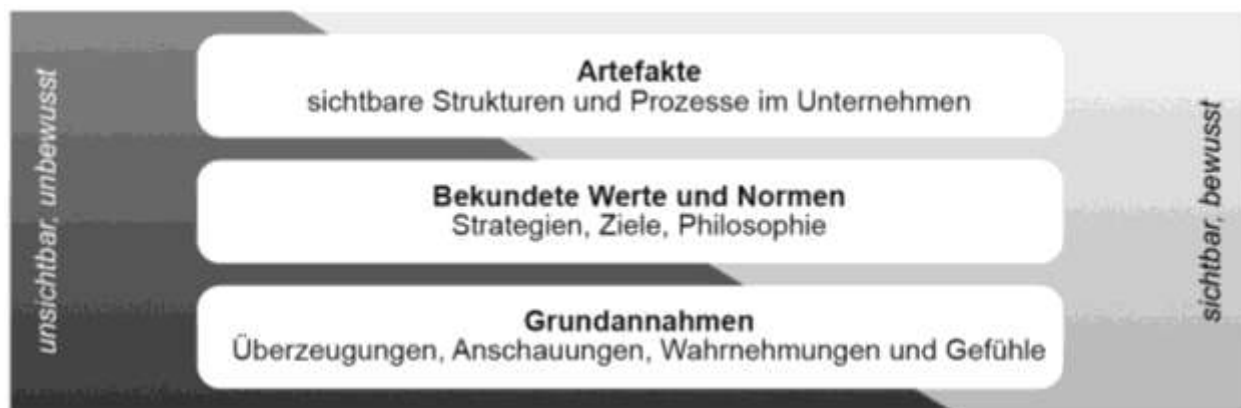 unsichtbar, unbewusst
Artefakte
sichtbare Strukturen und Prozesse im Unternehmen
Bekundete Werte und Normen
Strategien, Ziele, Philosophie
Grundannahmen
Überzeugungen, Anschauungen, Wahrnehmungen und Gefühle
sichtbar, bewusst